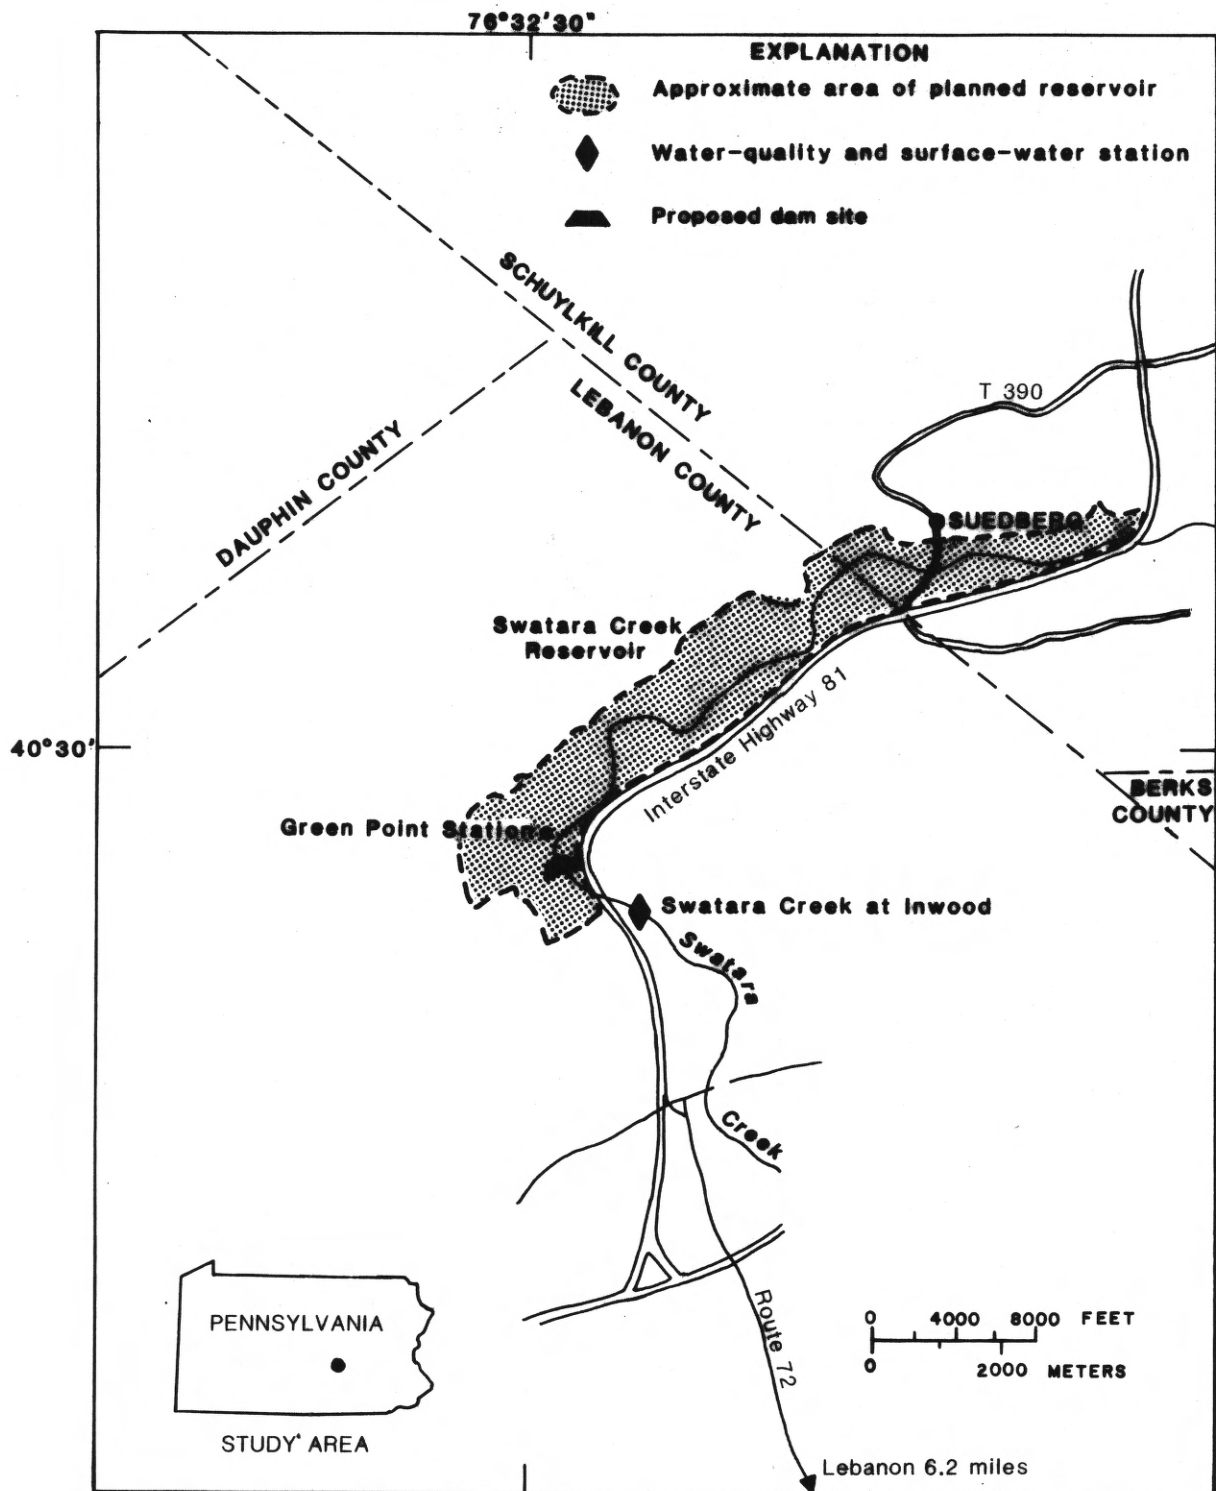 76°32'30"
EXPLANATION
Approximate area of planned reservoir
Water-quality and surface-water station
Proposed dam site
SCHUYLKILL COUNTY
LEBANON COUNTY
DAUPHIN COUNTY
T 390
SUEDBERG
Swatara Creek
Reservoir
Interstate Highway 81
40°30'
BERKS
COUNTY
Green Point Station
Swatara Creek at Inwood
Swatara
Creek
PENNSYLVANIA
STUDY AREA
Route 72
0 4000 8000 FEET
0 2000 METERS
Lebanon 6.2 miles